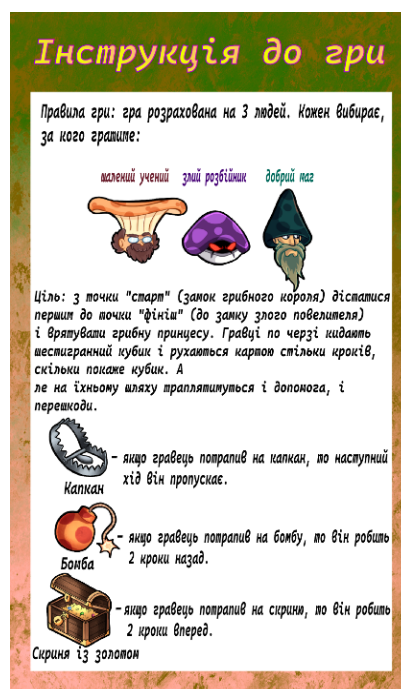 Інструкція до гри
Правила гри: гра розрахована на 3 людей. Кожен вибирає,
за кого гратиме:
шалений учений злий розбійник добрий маг
Ціль: з точки "старт" (замок грибного короля) дістатися
першим до точки "фініш" (до замку злого повелителя)
і врятувати грибну принцесу. Гравці по черзі кидають
шестигранний кубик і рухаються картою стільки кроків,
скільки покаже кубик. А
ле на їхньому шляху траплятимуться і допомога, і
перешкоди.
– якщо гравець потрапив на капкан, то наступний
хід він пропускає.
Капкан
– якщо гравець потрапив на бомбу, то він робить
2 кроки назад.
Бомба
– якщо гравець потрапив на скриню, то він робить
2 кроки вперед.
Скриня із золотом